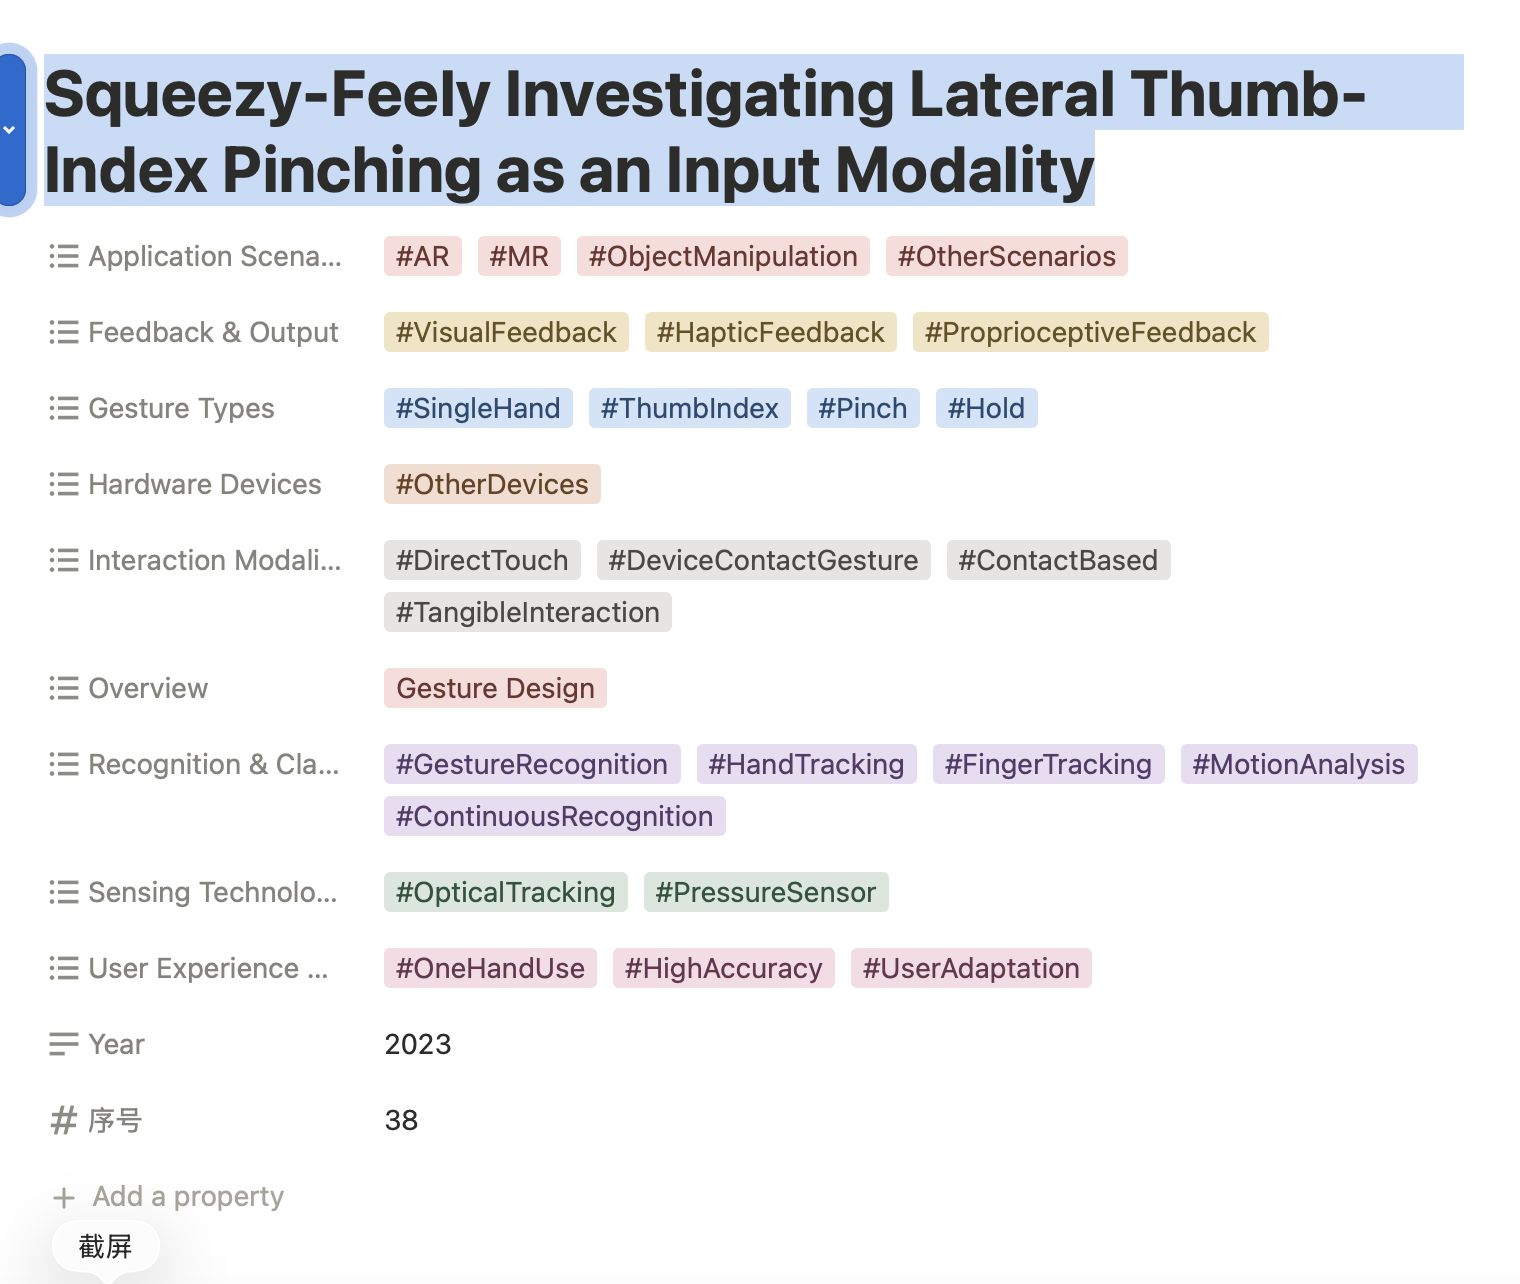 Squeezy-Feely Investigating Lateral Thumb-
Index Pinching as an Input Modality
Application Scena... #AR #MR #ObjectManipulation #OtherScenarios
Feedback & Output #VisualFeedback #HapticFeedback #ProprioceptiveFeedback
Gesture Types #SingleHand #ThumbIndex #Pinch #Hold
Hardware Devices #OtherDevices
Interaction Modali... #DirectTouch #DeviceContactGesture #ContactBased
#TangibleInteraction
Overview Gesture Design
Recognition & Cla... #GestureRecognition #HandTracking #FingerTracking #MotionAnalysis
#ContinuousRecognition
Sensing Technolo... #OpticalTracking #PressureSensor
User Experience ... #OneHandUse #HighAccuracy #UserAdaptation
Year 2023
# 序号 38
+ Add a property
截屏